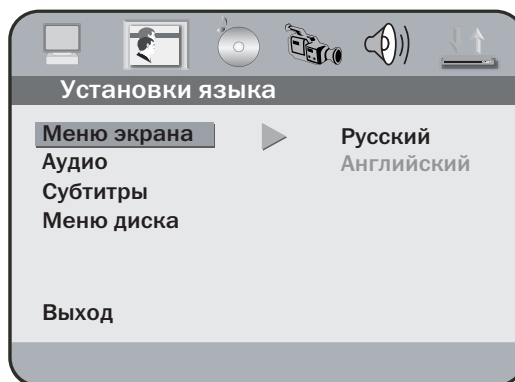 Установки языка
Меню экрана
Русский
Аудио
Английский
Субтитры
Меню диска
Выход